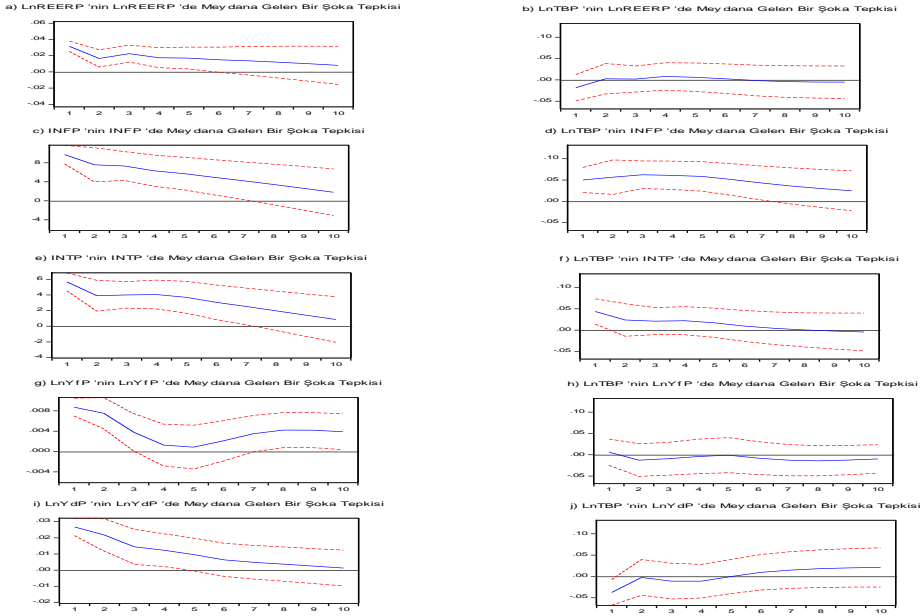 a) LnREERP 'nin LnREERP 'de Meydana Gelen Bir Şoka Tepkisi
.06
.04
.02
.00
-.02
-.04
1 2 3 4 5 6 7 8 9 10
b) LnTBP 'nin LnREERP 'de Meydana Gelen Bir Şoka Tepkisi
.10
.05
.00
-.05
1 2 3 4 5 6 7 8 9 10
c) INFP 'nin INFP 'de Meydana Gelen Bir Şoka Tepkisi
8
4
0
-4
1 2 3 4 5 6 7 8 9 10
d) LnTBP 'nin INFP 'de Meydana Gelen Bir Şoka Tepkisi
.10
.05
.00
-.05
1 2 3 4 5 6 7 8 9 10
e) INTP 'nin INTP 'de Meydana Gelen Bir Şoka Tepkisi
6
4
2
0
-2
-4
1 2 3 4 5 6 7 8 9 10
f) LnTBP 'nin INTP 'de Meydana Gelen Bir Şoka Tepkisi
.10
.05
.00
-.05
1 2 3 4 5 6 7 8 9 10
g) LnYfP 'nin LnYfP 'de Meydana Gelen Bir Şoka Tepkisi
.008
.004
.000
-.004
1 2 3 4 5 6 7 8 9 10
h) LnTBP 'nin LnYfP 'de Meydana Gelen Bir Şoka Tepkisi
.10
.05
.00
-.05
1 2 3 4 5 6 7 8 9 10
i) LnYdP 'nin LnYdP 'de Meydana Gelen Bir Şoka Tepkisi
.03
.02
.01
.00
-.01
-.02
1 2 3 4 5 6 7 8 9 10
j) LnTBP 'nin LnYdP 'de Meydana Gelen Bir Şoka Tepkisi
.10
.05
.00
-.05
1 2 3 4 5 6 7 8 9 10